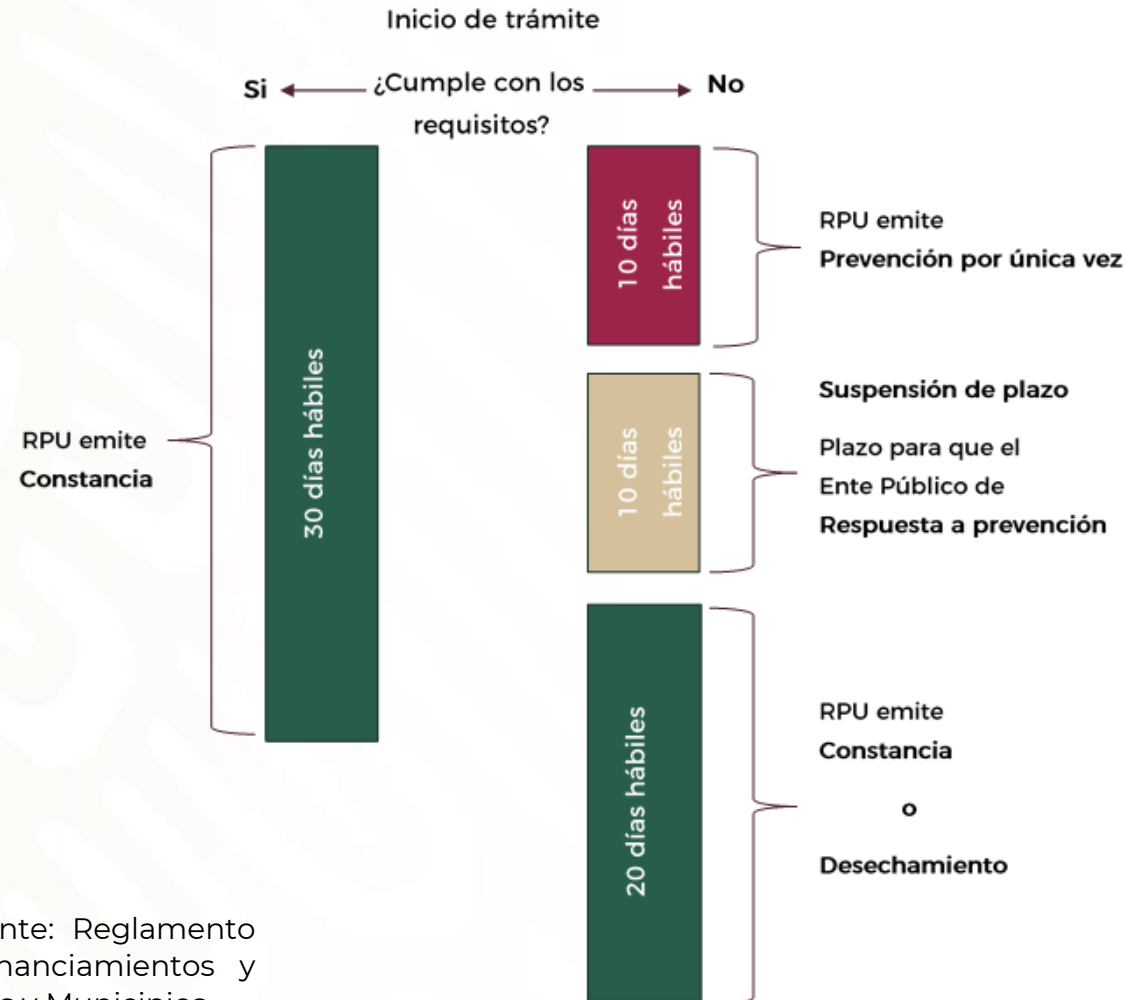 Inicio de trámite
Si
¿Cumple con los
requisitos?
No
30 días hábiles
RPU emite
Constancia
10 días
hábiles
RPU emite
Prevención por única vez
10 días
hábiles
Suspensión de plazo
Plazo para que el
Ente Público de
Respuesta a prevención
20 días hábiles
RPU emite
Constancia
o
Desechamiento
Reglamento
y
y